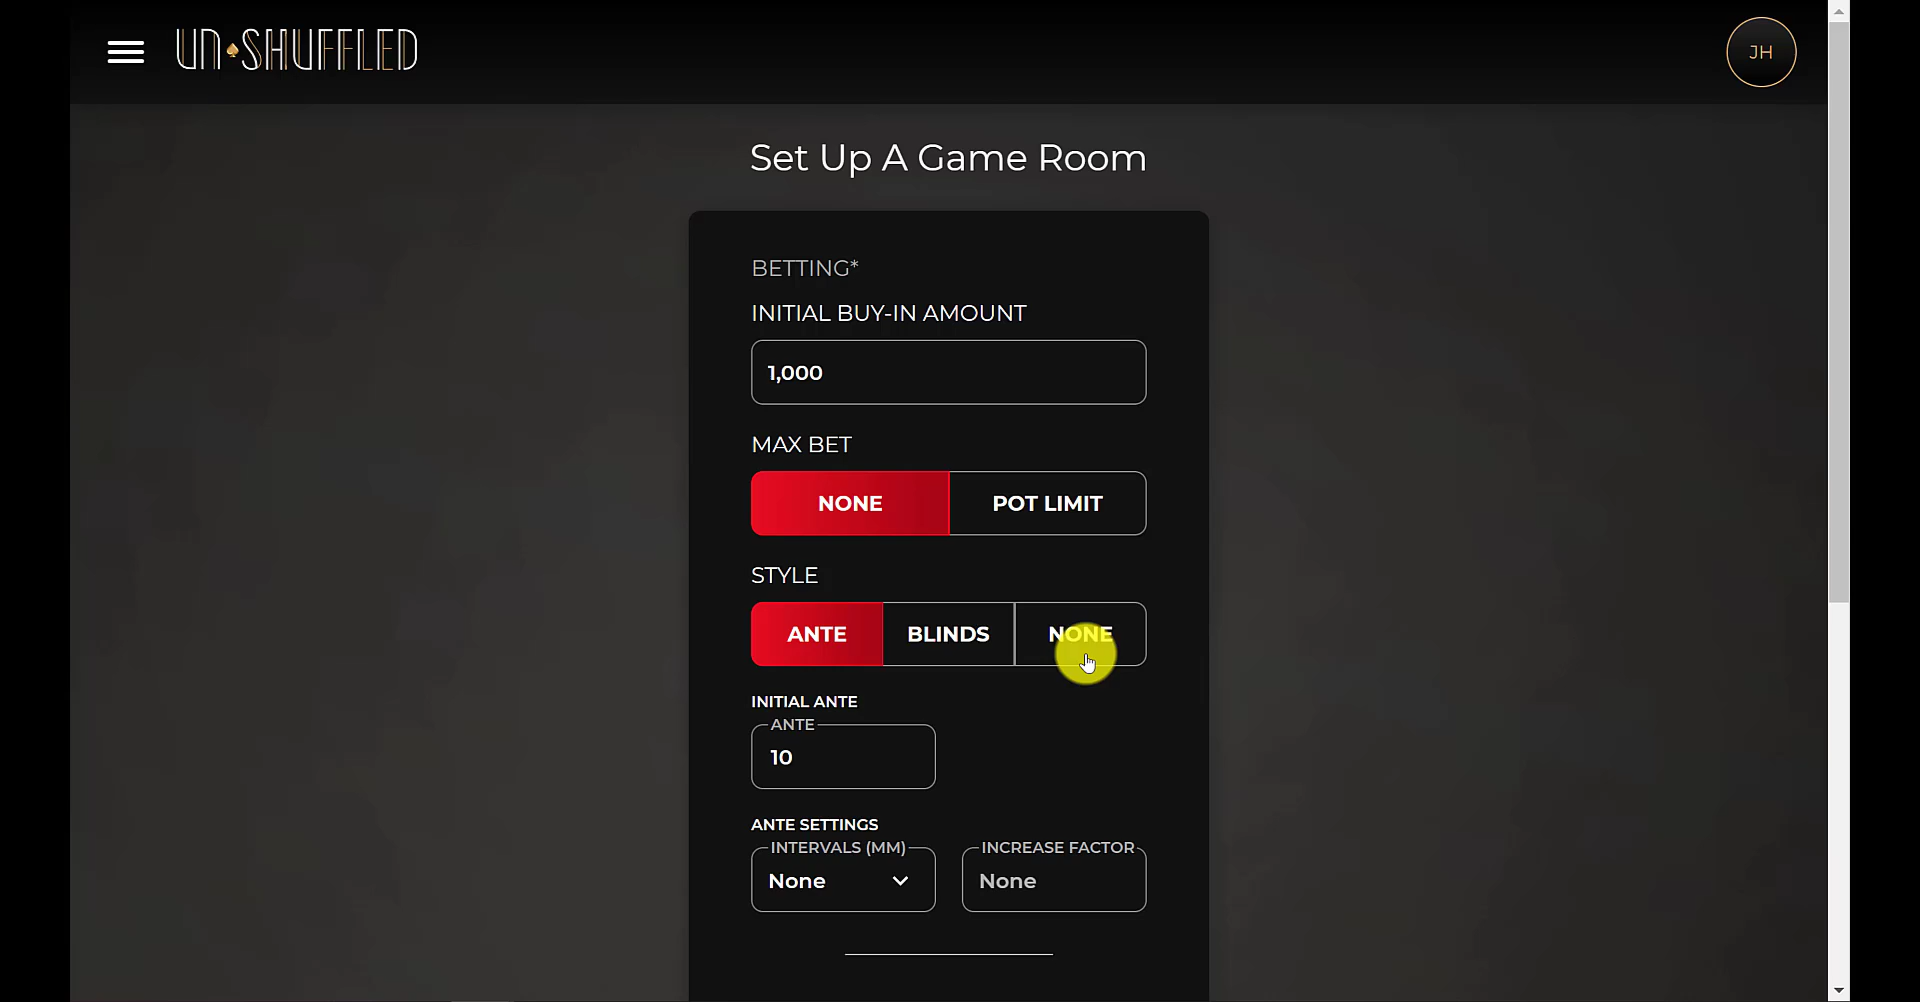 UN SHUFFLED
JH
Set Up A Game Room
BETTING*
INITIAL BUY-IN AMOUNT
1,000
MAX BET
NONE POT LIMIT
STYLE
ANTE BLINDS NONE
INITIAL ANTE
ANTE
10
ANTE SETTINGS
INTERVALS (MM) INCREASE FACTOR
None None